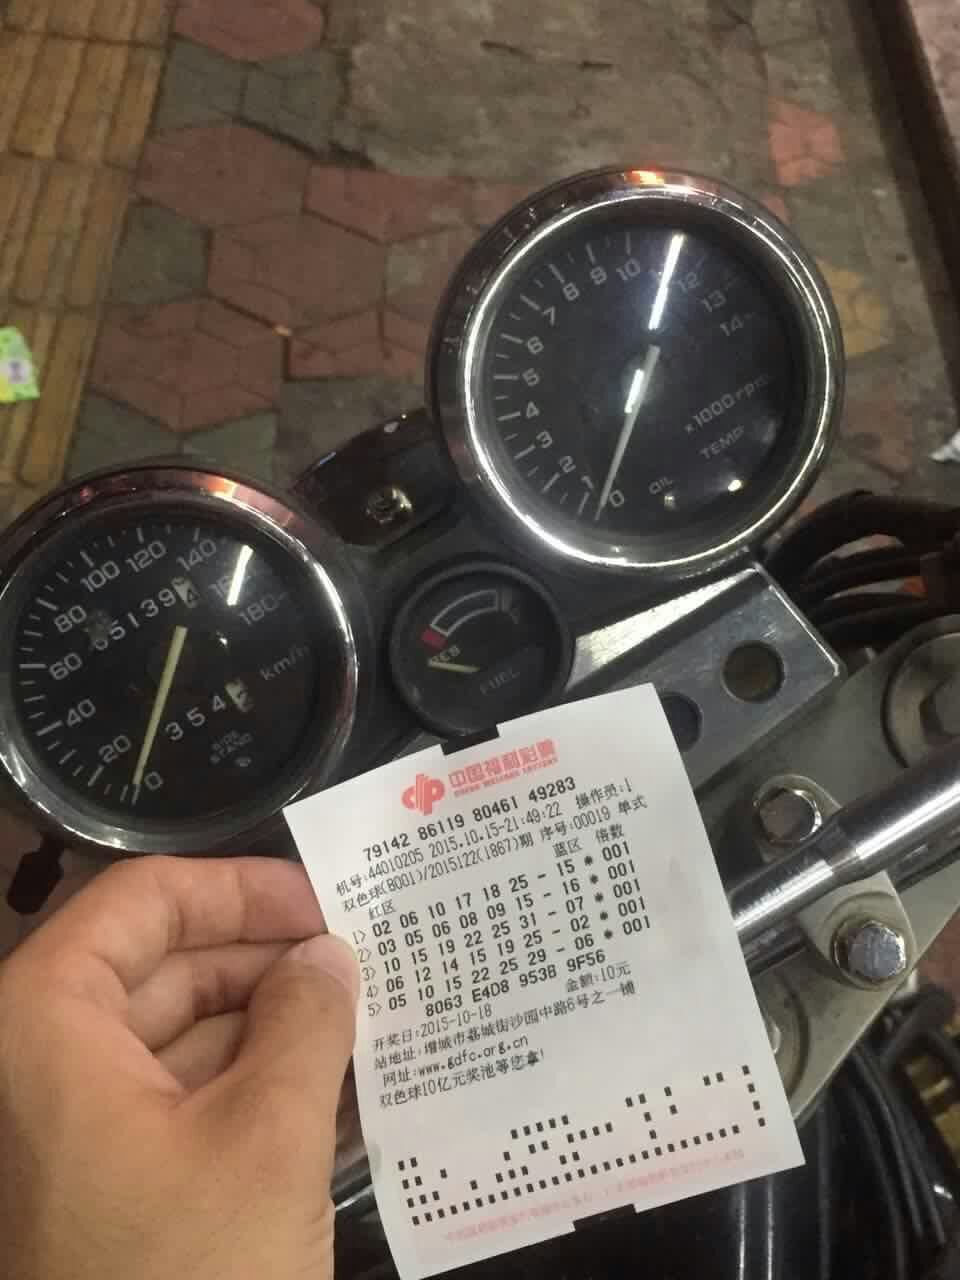 8
9
10
11
12
13
14
7
6
5
4
3
2
1
0
x1000rpm
TEMP
OIL
80
100
120
140
180
60
40
20
0
km/h
65139
354
SIDE
STAND
RES
FUEL
中国福利彩票
CHINA WELFARE LOTTERY
79142 86119 80461 49283
机号:44010205 2015.10.15-21:49:22 操作员:1
双色球(B001)/2015122(1867)期 序号:00019 单式
红区 蓝区 倍数
1> 02 06 10 17 18 25 - 15 * 001
2> 03 05 06 08 09 15 - 16 * 001
3> 10 15 19 22 25 31 - 07 * 001
4> 06 12 14 15 19 25 - 02 * 001
5> 05 10 15 22 25 29 - 06 * 001
8063 E4D8 953B 9F56
开奖日:2015-10-18 金额:10元
站地址:增城市荔城街沙园中路6号之一铺
网址:www.gdfc.org.cn
双色球10亿元奖池等您拿!